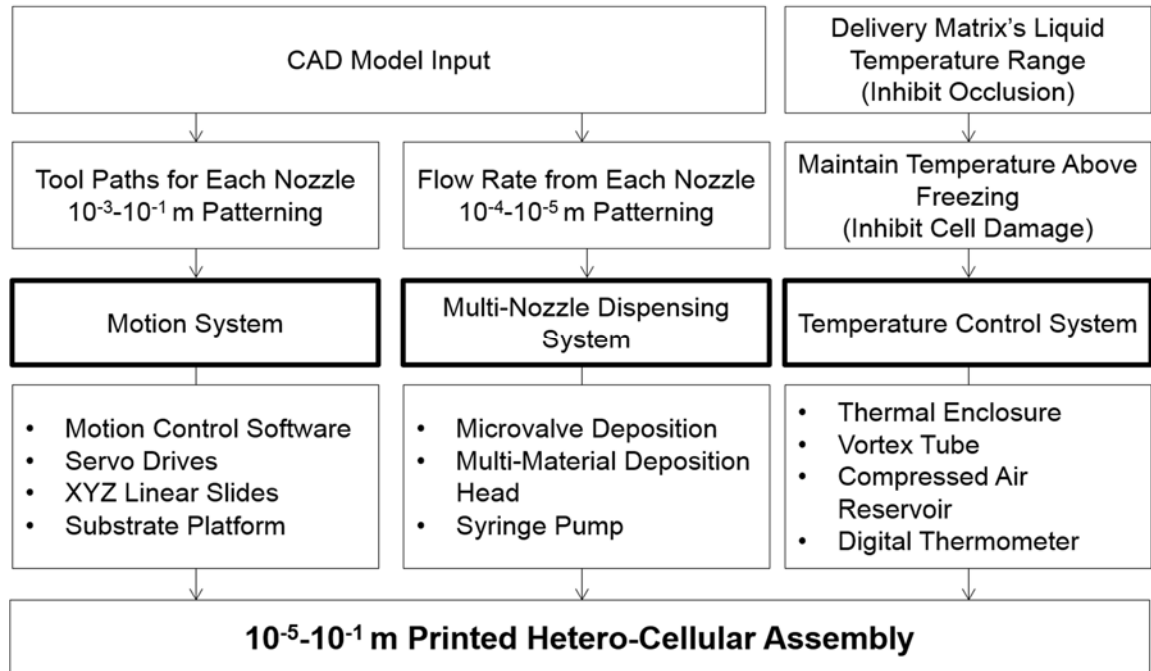 CAD Model Input
Delivery Matrix's Liquid
Temperature Range
(Inhibit Occlusion)
Tool Paths for Each Nozzle
10⁻³-10⁻¹ m Patterning
Flow Rate from Each Nozzle
10⁻⁴-10⁻⁵ m Patterning
Maintain Temperature Above
Freezing
(Inhibit Cell Damage)
Motion System
Multi-Nozzle Dispensing
System
Temperature Control System
• Motion Control Software
• Servo Drives
• XYZ Linear Slides
• Substrate Platform
• Microvalve Deposition
• Multi-Material Deposition
Head
• Syringe Pump
• Thermal Enclosure
• Vortex Tube
• Compressed Air
Reservoir
• Digital Thermometer
10⁻⁵-10⁻¹ m Printed Hetero-Cellular Assembly